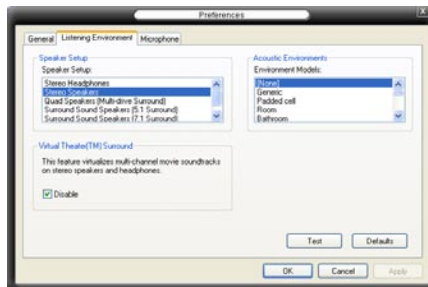 Preferences
General Listening Environment Microphone
Speaker Setup
Speaker Setup:
Stereo Headphones
Stereo Speakers
Quad Speakers (Multi-drive Surround)
Surround Sound Speakers (5.1 Surround)
Surround Sound Speakers (7.1 Surround)
Acoustic Environments
Environment Models:
(None)
Generic
Padded cell
Room
Bathroom
Virtual Theater(TM) Surround
This feature virtualizes multi-channel movie soundtracks
on stereo speakers and headphones.
Disable
Test Defaults
OK Cancel Apply